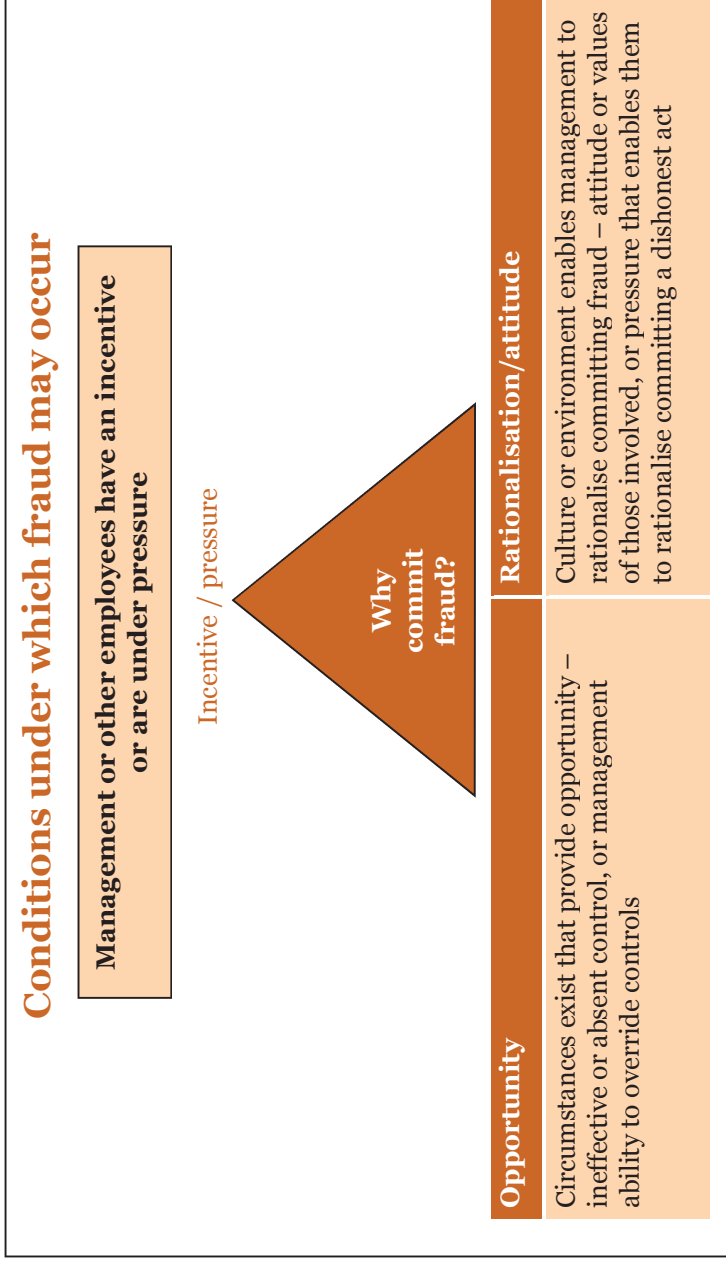 Conditions under which fraud may occur
Management or other employees have an incentive
or are under pressure
Incentive / pressure
Why
commit
fraud?
Opportunity
Circumstances exist that provide opportunity –
ineffective or absent control, or management
ability to override controls
Rationalisation/attitude
Culture or environment enables management to
rationalise committing fraud – attitude or values
of those involved, or pressure that enables them
to rationalise committing a dishonest act